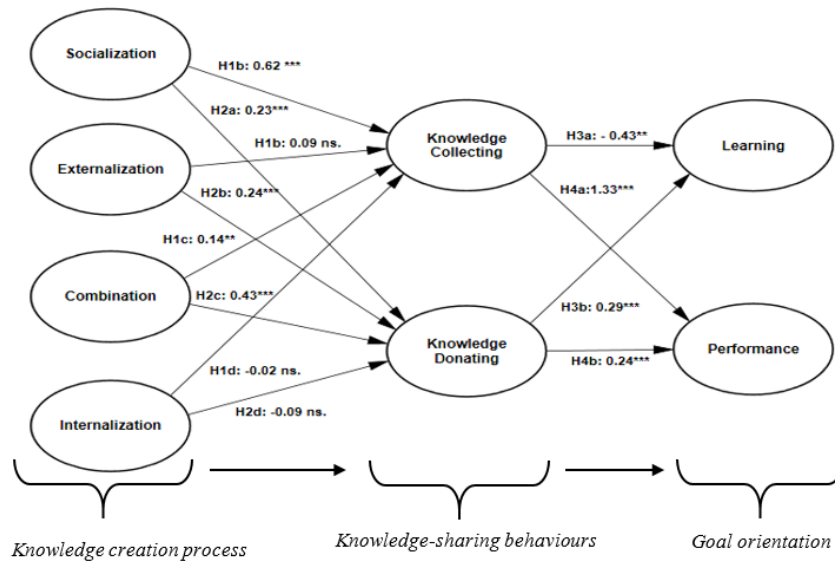 Socialization
H1b: 0.62 ***
H2a: 0.23***
Externalization
H1b: 0.09 ns.
H2b: 0.24***
Knowledge
Collecting
H3a: - 0.43**
Learning
H4a:1.33***
H1c: 0.14**
Combination
H2c: 0.43***
H3b: 0.29***
Knowledge
Donating
H4b: 0.24***
Performance
H1d: -0.02 ns.
H2d: -0.09 ns.
Internalization
Knowledge creation process
Knowledge-sharing behaviours
Goal orientation